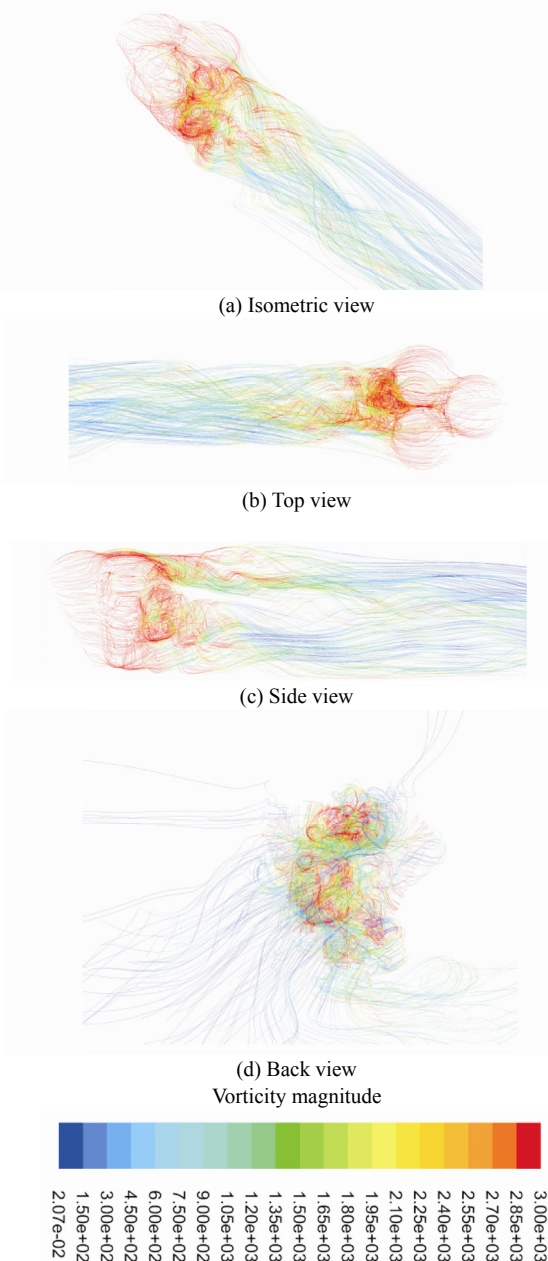 (a) Isometric view
(b) Top view
(c) Side view
(d) Back view
Vorticity magnitude
2.07e-02
1.50e+02
3.00e+02
4.50e+02
6.00e+02
7.50e+02
9.00e+02
1.05e+03
1.20e+03
1.35e+03
1.50e+03
1.65e+03
1.80e+03
1.95e+03
2.10e+03
2.25e+03
2.40e+03
2.55e+03
2.70e+03
2.86e+03
3.00e+03